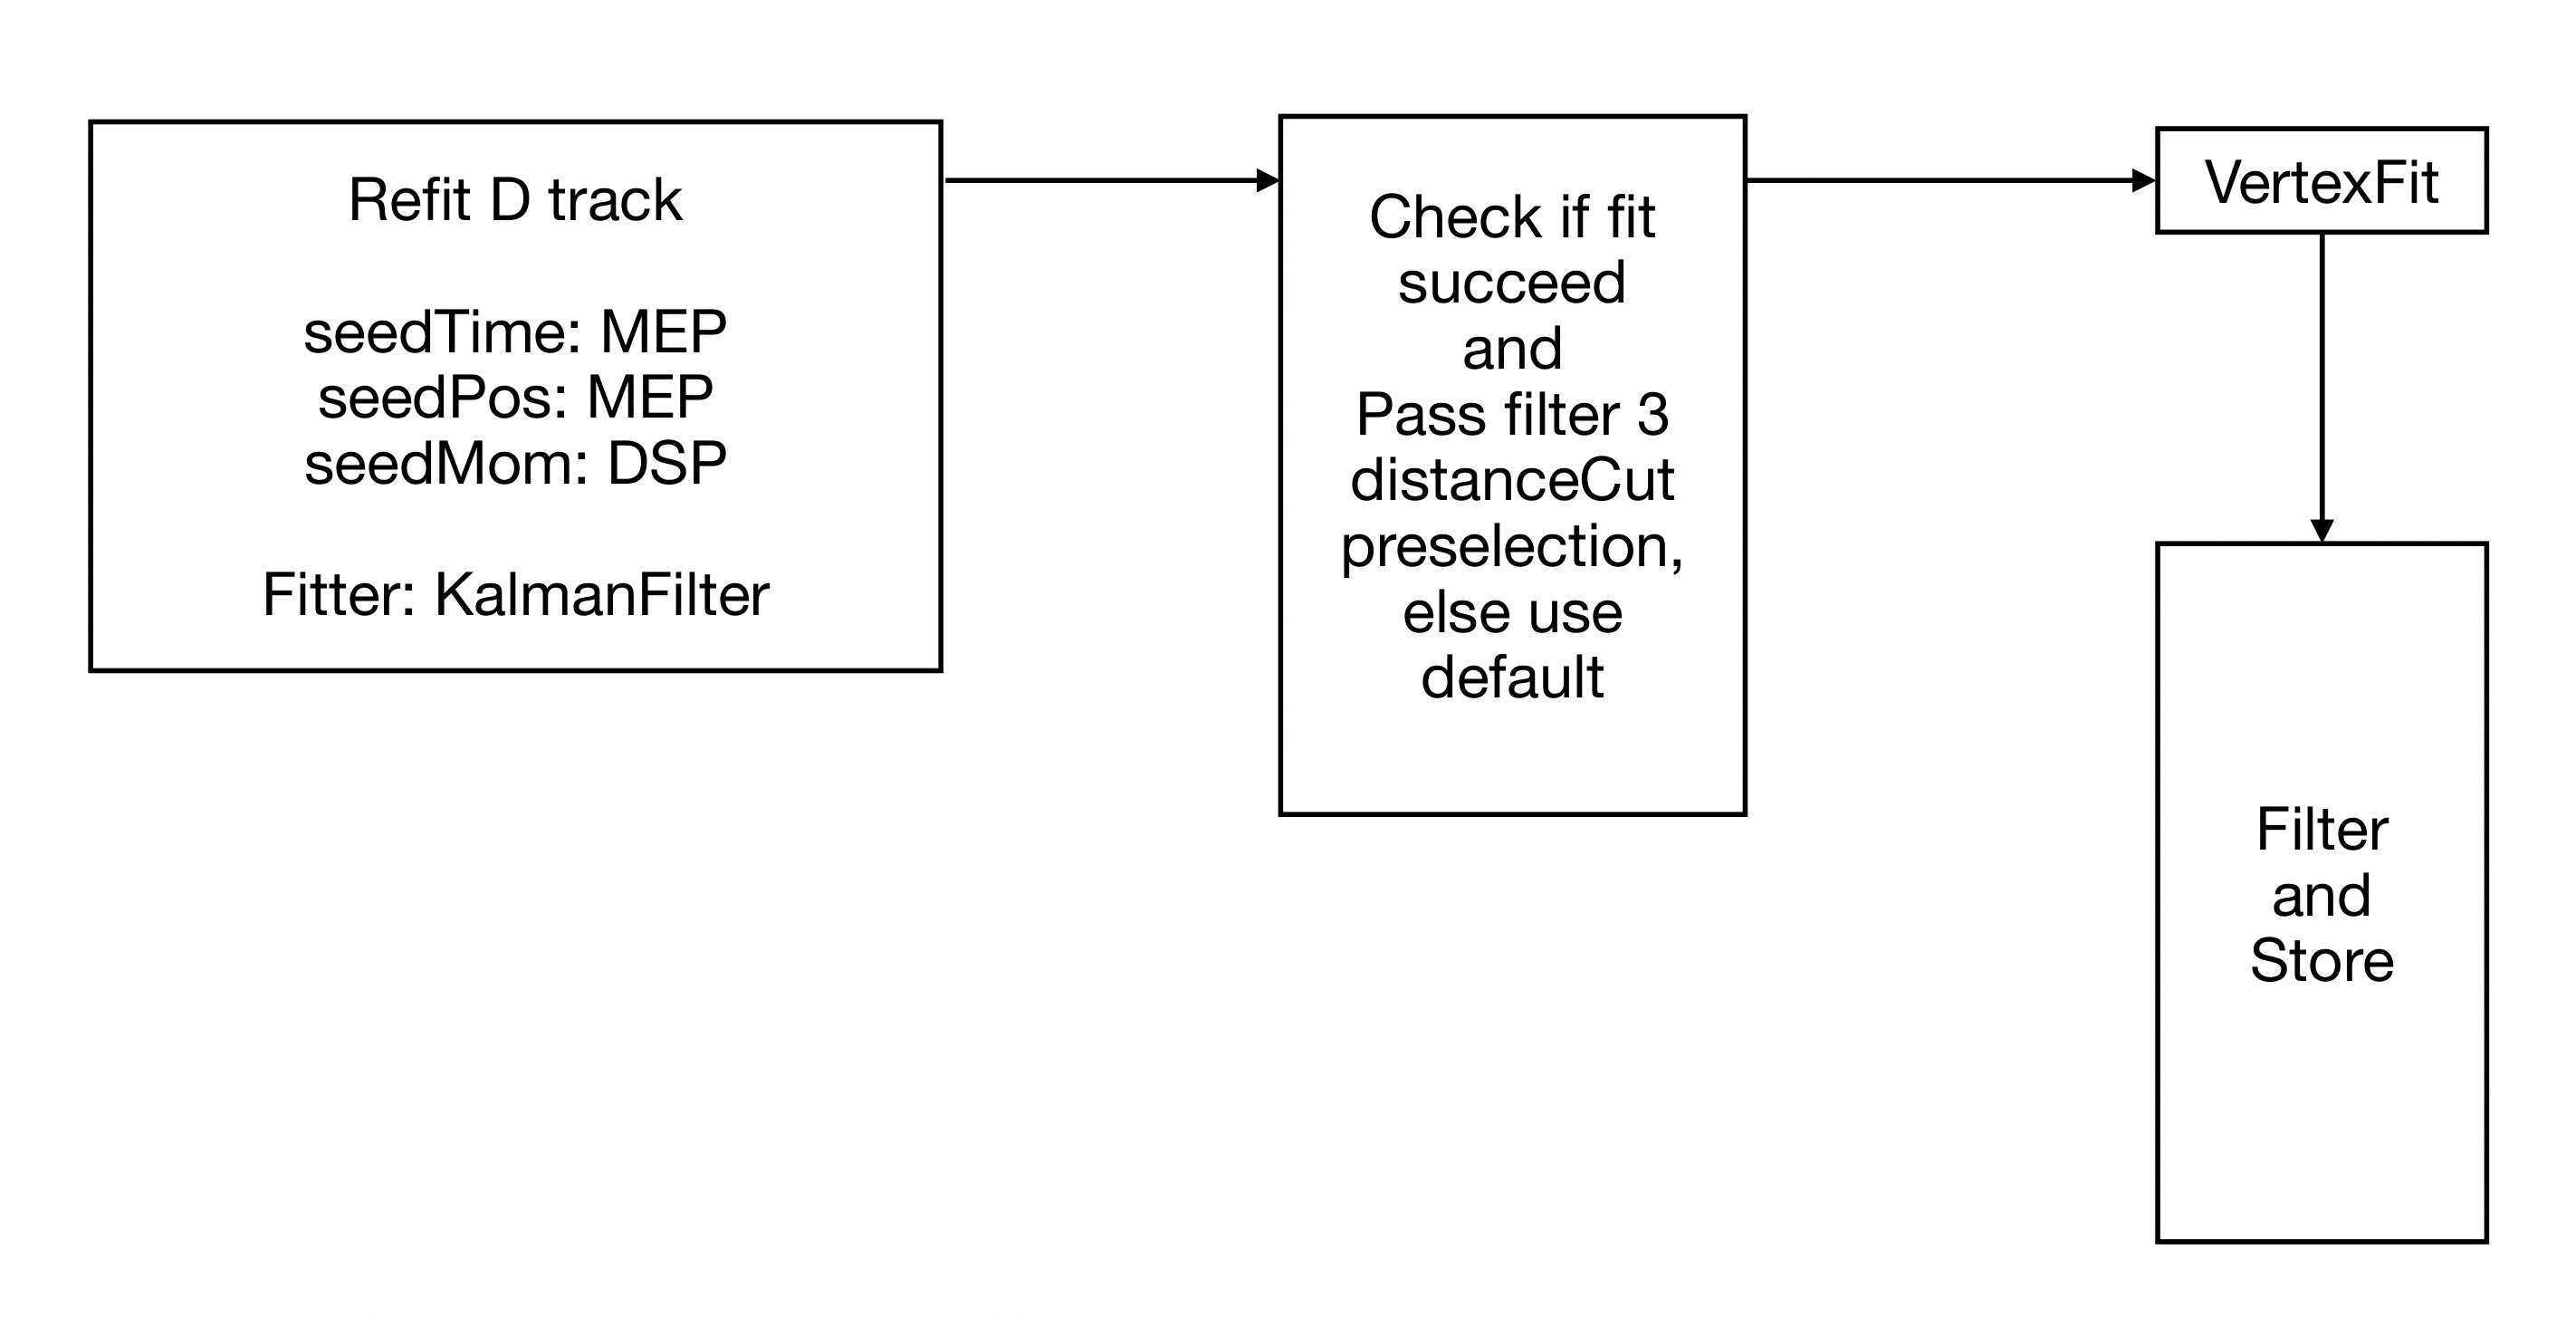 Refit D track
seedTime: MEP
seedPos: MEP
seedMom: DSP
Fitter: KalmanFilter
Check if fit
succeed
and
Pass filter 3
distanceCut
preselection,
else use
default
VertexFit
Filter
and
Store